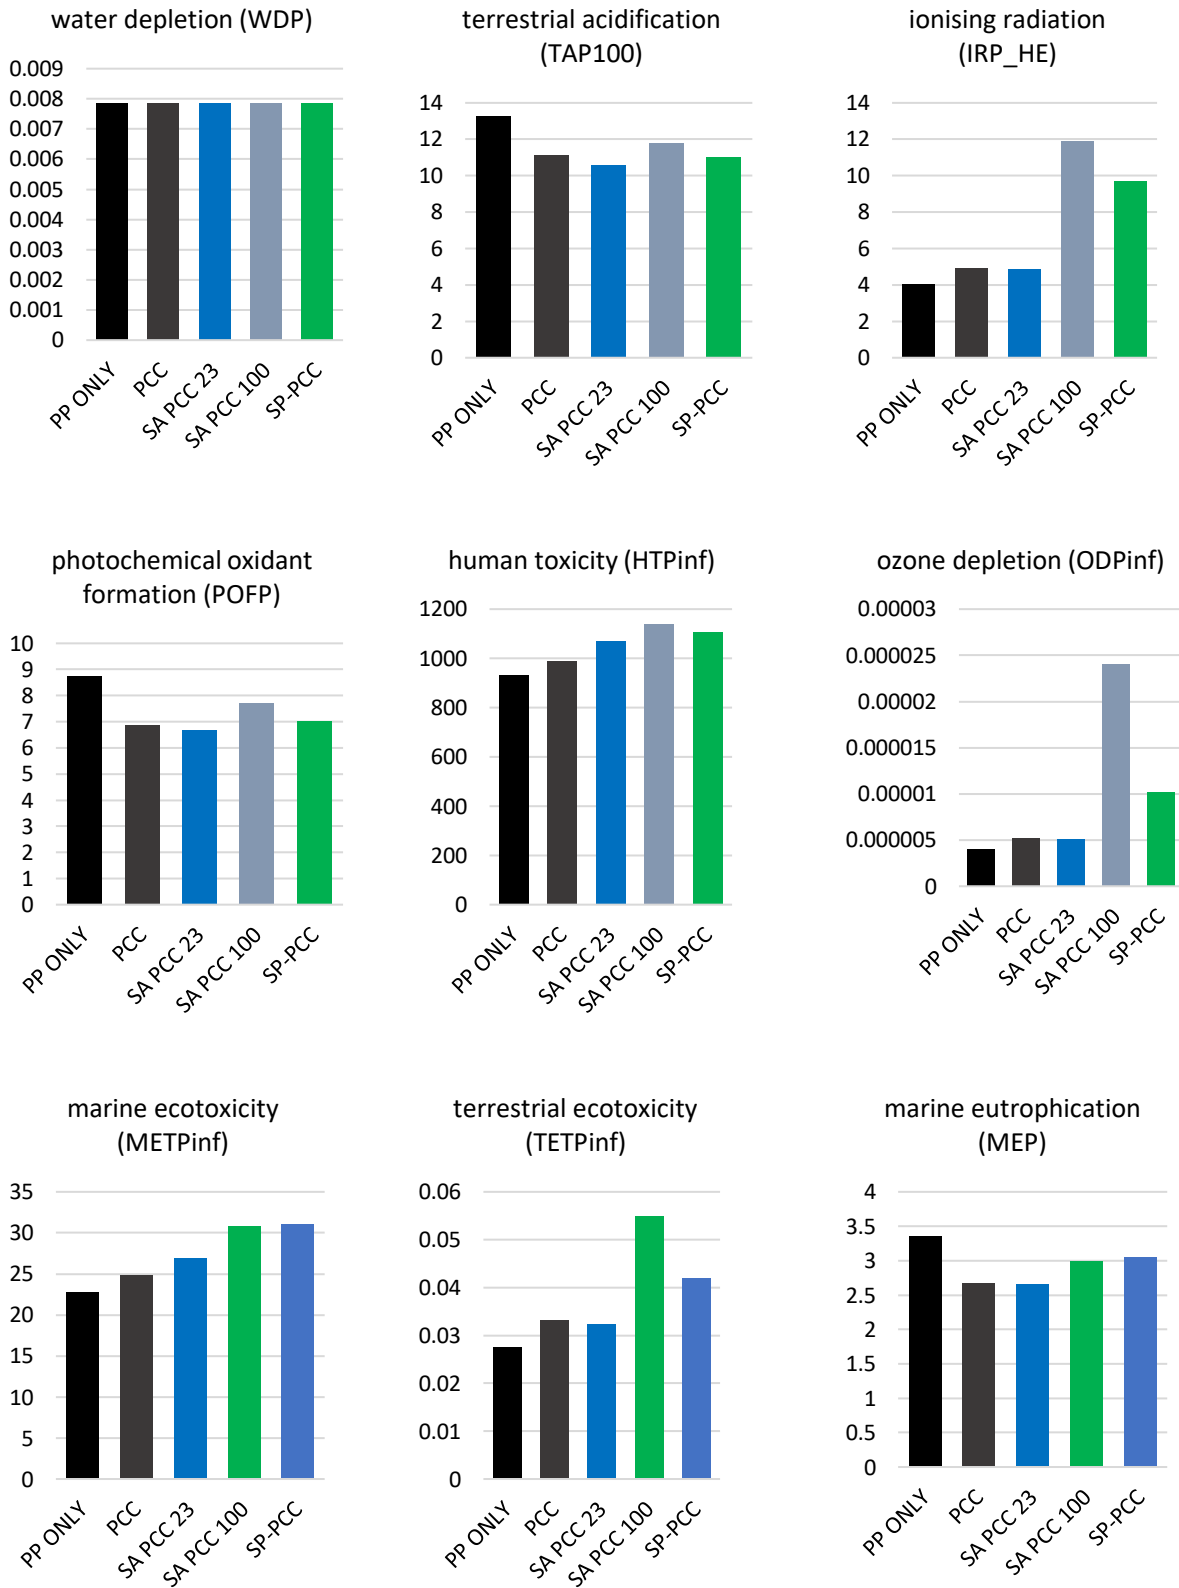 water depletion (WDP)
0.009
0.008
0.007
0.006
0.005
0.004
0.003
0.002
0.001
0
PP ONLY
PCC
SA PCC 23
SA PCC 100
SP-PCC
terrestrial acidification
(TAP100)
14
12
10
8
6
4
2
0
PP ONLY
PCC
SA PCC 23
SA PCC 100
SP-PCC
ionising radiation
(IRP_HE)
14
12
10
8
6
4
2
0
PP ONLY
PCC
SA PCC 23
SA PCC 100
SP-PCC
photochemical oxidant
formation (POFP)
10
9
8
7
6
5
4
3
2
1
0
PP ONLY
PCC
SA PCC 23
SA PCC 100
SP-PCC
human toxicity (HTPinf)
1200
1000
800
600
400
200
0
PP ONLY
PCC
SA PCC 23
SA PCC 100
SP-PCC
ozone depletion (ODPinf)
0.00003
0.000025
0.00002
0.000015
0.00001
0.000005
0
PP ONLY
PCC
SA PCC 23
SA PCC 100
SP-PCC
marine ecotoxicity
(METPinf)
35
30
25
20
15
10
5
0
PP ONLY
PCC
SA PCC 23
SA PCC 100
SP-PCC
terrestrial ecotoxicity
(TETPinf)
0.06
0.05
0.04
0.03
0.02
0.01
0
PP ONLY
PCC
SA PCC 23
SA PCC 100
SP-PCC
marine eutrophication
(MEP)
4
3.5
3
2.5
2
1.5
1
0.5
0
PP ONLY
PCC
SA PCC 23
SA PCC 100
SP-PCC